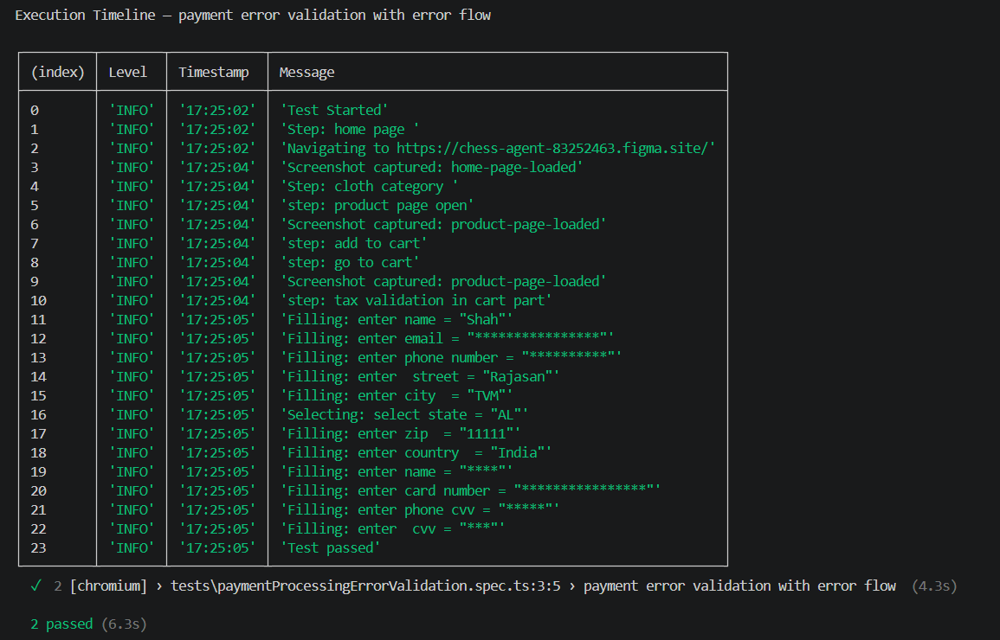 Execution Timeline — payment error validation with error flow
(index) Level Timestamp Message
0 'INFO' '17:25:02' 'Test Started'
1 'INFO' '17:25:02' 'Step: home page '
2 'INFO' '17:25:02' 'Navigating to https://chess-agent-83252463.figma.site/'
3 'INFO' '17:25:04' 'Screenshot captured: home-page-loaded'
4 'INFO' '17:25:04' 'Step: cloth category '
5 'INFO' '17:25:04' 'step: product page open'
6 'INFO' '17:25:04' 'Screenshot captured: product-page-loaded'
7 'INFO' '17:25:04' 'step: add to cart'
8 'INFO' '17:25:04' 'step: go to cart'
9 'INFO' '17:25:04' 'Screenshot captured: product-page-loaded'
10 'INFO' '17:25:04' 'step: tax validation in cart part'
11 'INFO' '17:25:05' 'Filling: enter name = "Shah"'
12 'INFO' '17:25:05' 'Filling: enter email = "****************"'
13 'INFO' '17:25:05' 'Filling: enter phone number = "**********"'
14 'INFO' '17:25:05' 'Filling: enter  street = "Rajasan"'
15 'INFO' '17:25:05' 'Filling: enter city  = "TVM"'
16 'INFO' '17:25:05' 'Selecting: select state = "AL"'
17 'INFO' '17:25:05' 'Filling: enter zip  = "11111"'
18 'INFO' '17:25:05' 'Filling: enter country  = "India"'
19 'INFO' '17:25:05' 'Filling: enter name = "****"'
20 'INFO' '17:25:05' 'Filling: enter card number = "****************"'
21 'INFO' '17:25:05' 'Filling: enter phone cvv = "*****"'
22 'INFO' '17:25:05' 'Filling: enter  cvv = "***"'
23 'INFO' '17:25:05' 'Test passed'
✓ 2 [chromium] › tests\paymentProcessingErrorValidation.spec.ts:3:5 › payment error validation with error flow (4.3s)
2 passed (6.3s)